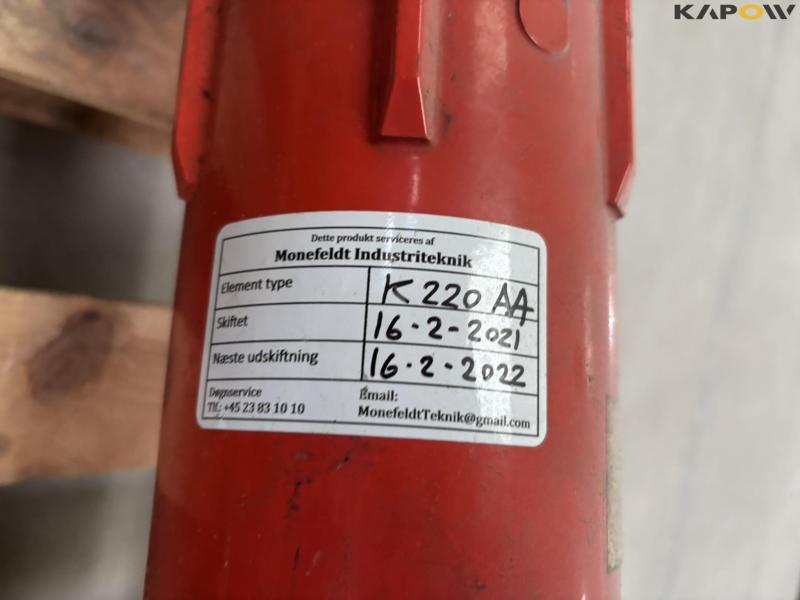 KAPOW
Dette produkt serviceres af
Monefeldt Industriteknik
Element type K 220 AA
Skiftet 16-2-2021
Næste udskiftning 16-2-2022
Døgnservice Email:
Tlf.: +45 23 83 10 10 MonefeldtTeknik@gmail.com